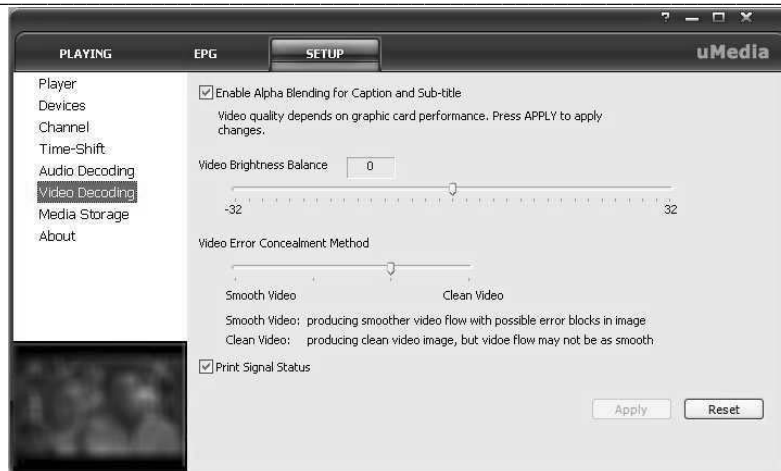 ? — □ ×
PLAYING EPG SETUP uMedia
Player
Devices
Channel
Time-Shift
Audio Decoding
Video Decoding
Media Storage
About
Enable Alpha Blending for Caption and Sub-title
Video quality depends on graphic card performance. Press APPLY to apply
changes.
Video Brightness Balance 0
-32 32
Video Error Concealment Method
Smooth Video Clean Video
Smooth Video: producing smoother video flow with possible error blocks in image
Clean Video: producing clean video image, but vidoe flow may not be as smooth
Print Signal Status
Apply Reset